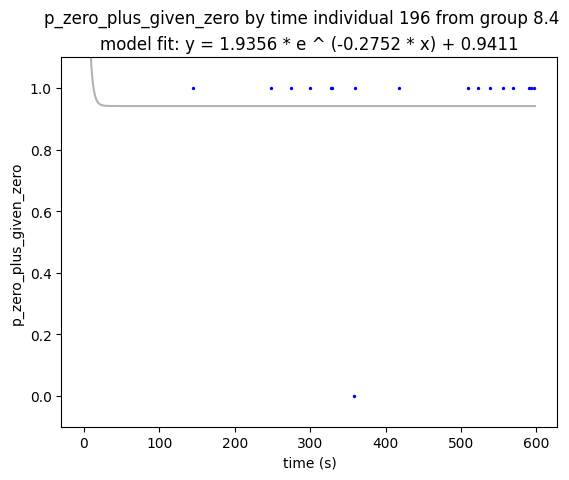 p_zero_plus_given_zero by time individual 196 from group 8.4
model fit: y = 1.9356 * e ^ (-0.2752 * x) + 0.9411
1.0
0.8
0.6
0.4
0.2
0.0
p_zero_plus_given_zero
0 100 200 300 400 500 600
time (s)